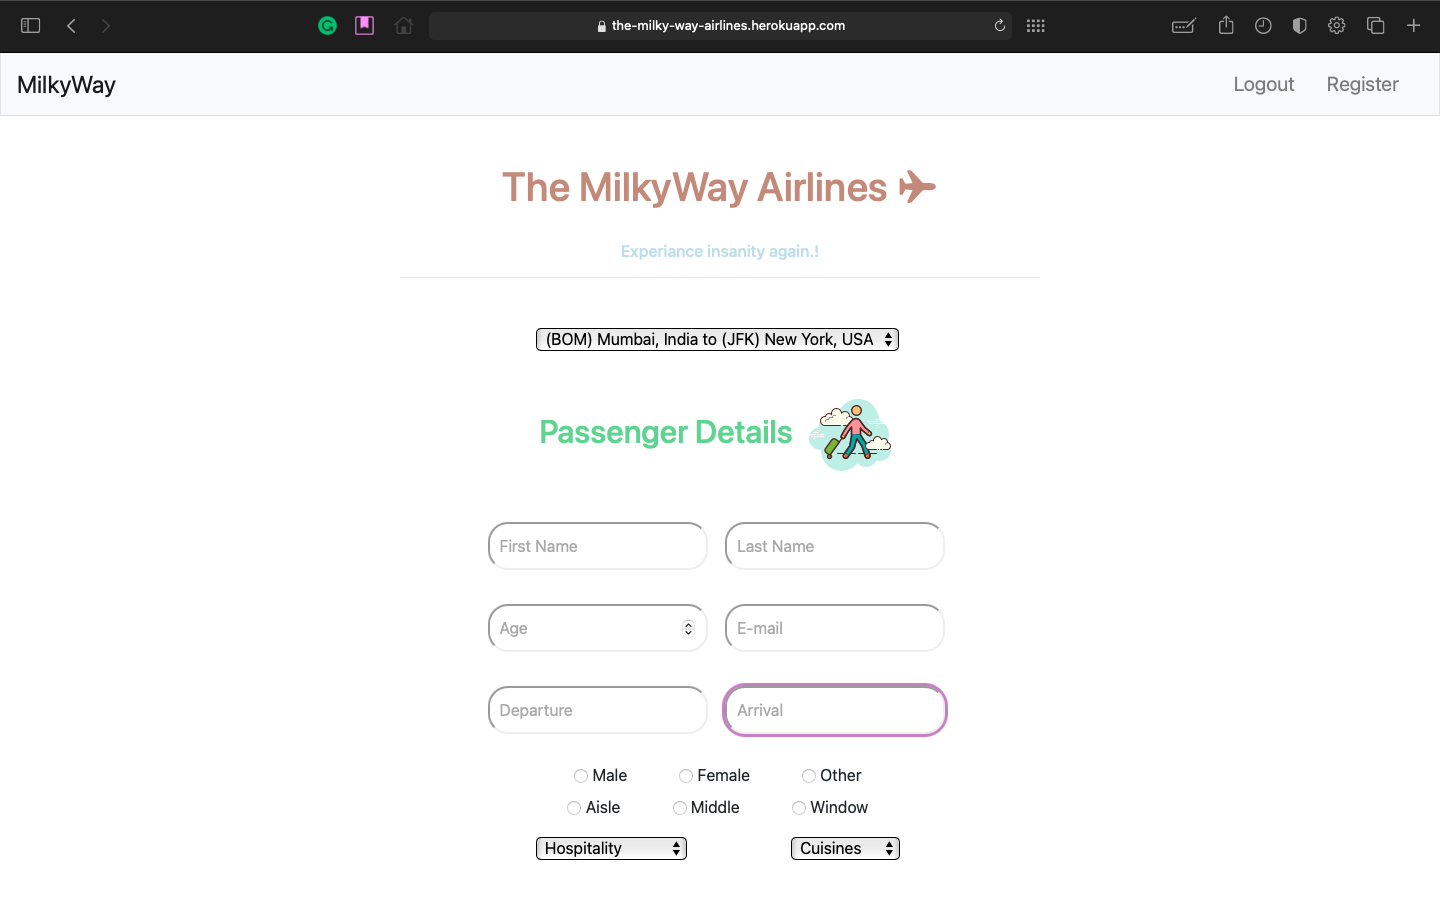 the-milky-way-airlines.herokuapp.com
MilkyWay Logout Register
The MilkyWay Airlines
Experiance insanity again.!
(BOM) Mumbai, India to (JFK) New York, USA
Passenger Details
First Name Last Name
Age E-mail
Departure Arrival
Male Female Other
Aisle Middle Window
Hospitality Cuisines